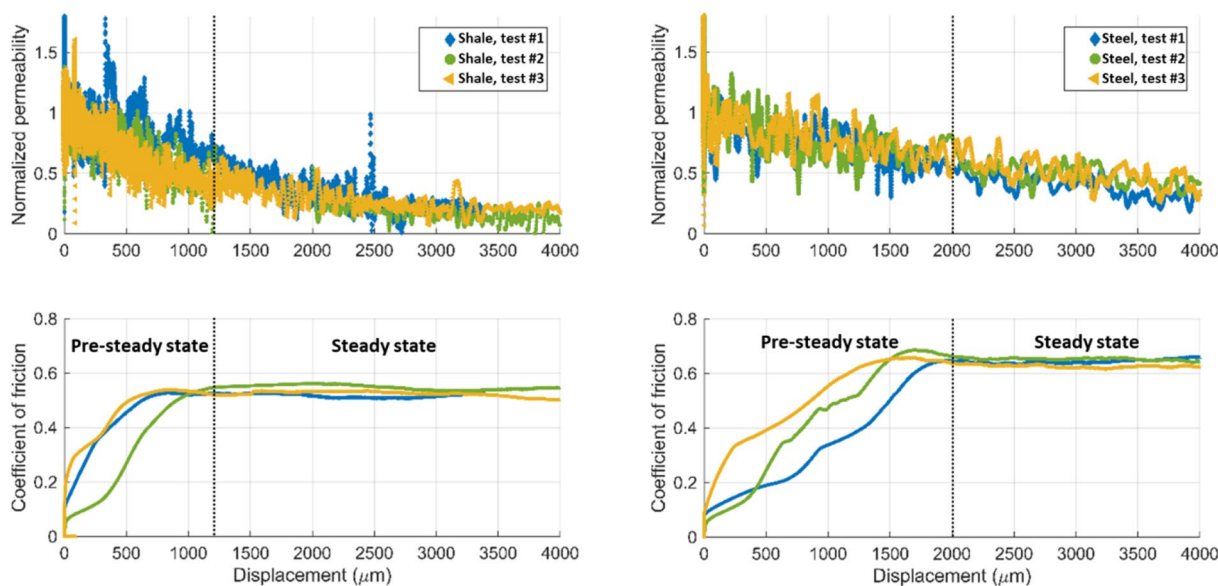 Normalized permeability
1.5
1
0.5
0
Shale, test #1
Shale, test #2
Shale, test #3
0 500 1000 1500 2000 2500 3000 3500 4000
Normalized permeability
1.5
1
0.5
0
Steel, test #1
Steel, test #2
Steel, test #3
0 500 1000 1500 2000 2500 3000 3500 4000
Coefficient of friction
0.8
0.6
0.4
0.2
0
Pre-steady state Steady state
0 500 1000 1500 2000 2500 3000 3500 4000
Displacement (μm)
Coefficient of friction
0.8
0.6
0.4
0.2
0
Pre-steady state Steady state
0 500 1000 1500 2000 2500 3000 3500 4000
Displacement (μm)